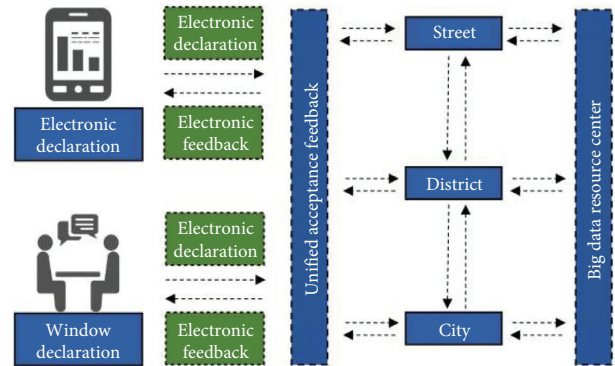 Electronic
declaration
Electronic
declaration
Electronic
feedback
Electronic
declaration
Window
declaration
Electronic
feedback
Unified acceptance feedback
Street
District
City
Big data resource center